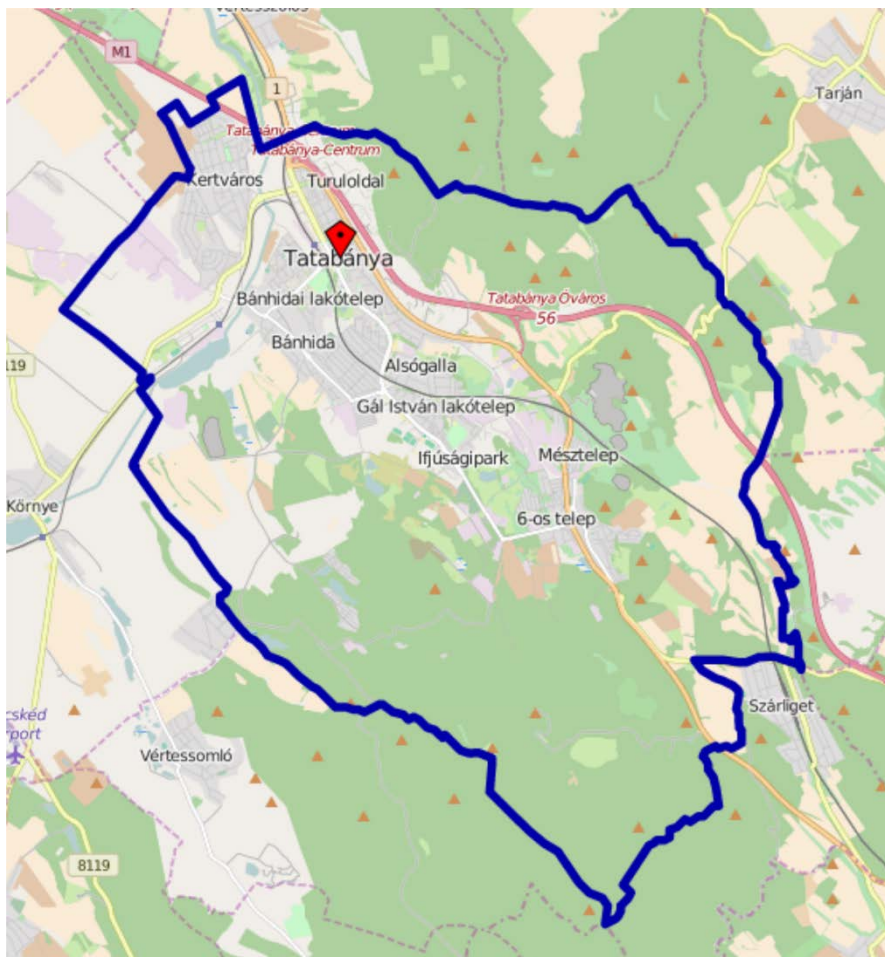 M1
1
Tarján
Tatabánya-Centrum
Tatabánya-Centrum
Kertváros
Turuloldal
Tatabánya
Bánhidai lakótelep
Tatabánya Óváros
56
Bánhida
Alsógalla
119
Gál István lakótelep
Ifjúságipark
Mésztelep
Környe
6-os telep
Szárliget
Vértessomló
8119